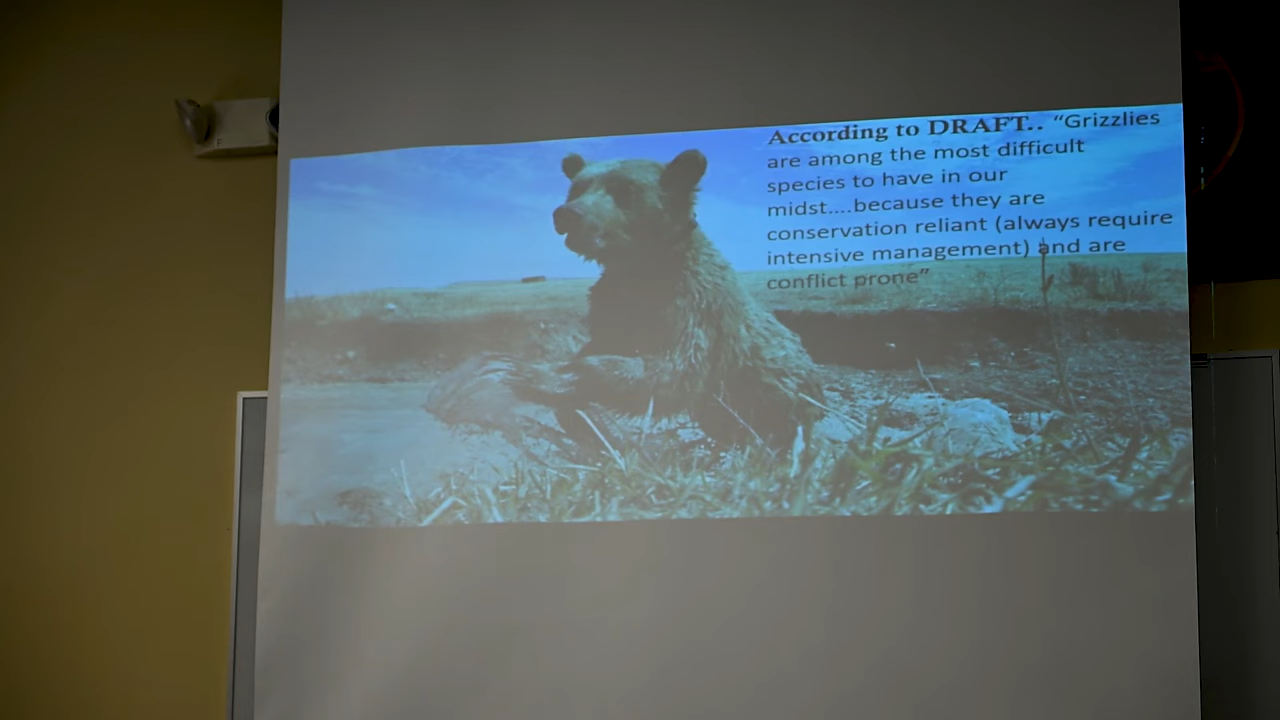 According to DRAFT.. “Grizzlies
are among the most difficult
species to have in our
midst....because they are
conservation reliant (always require
intensive management) and are
conflict prone”